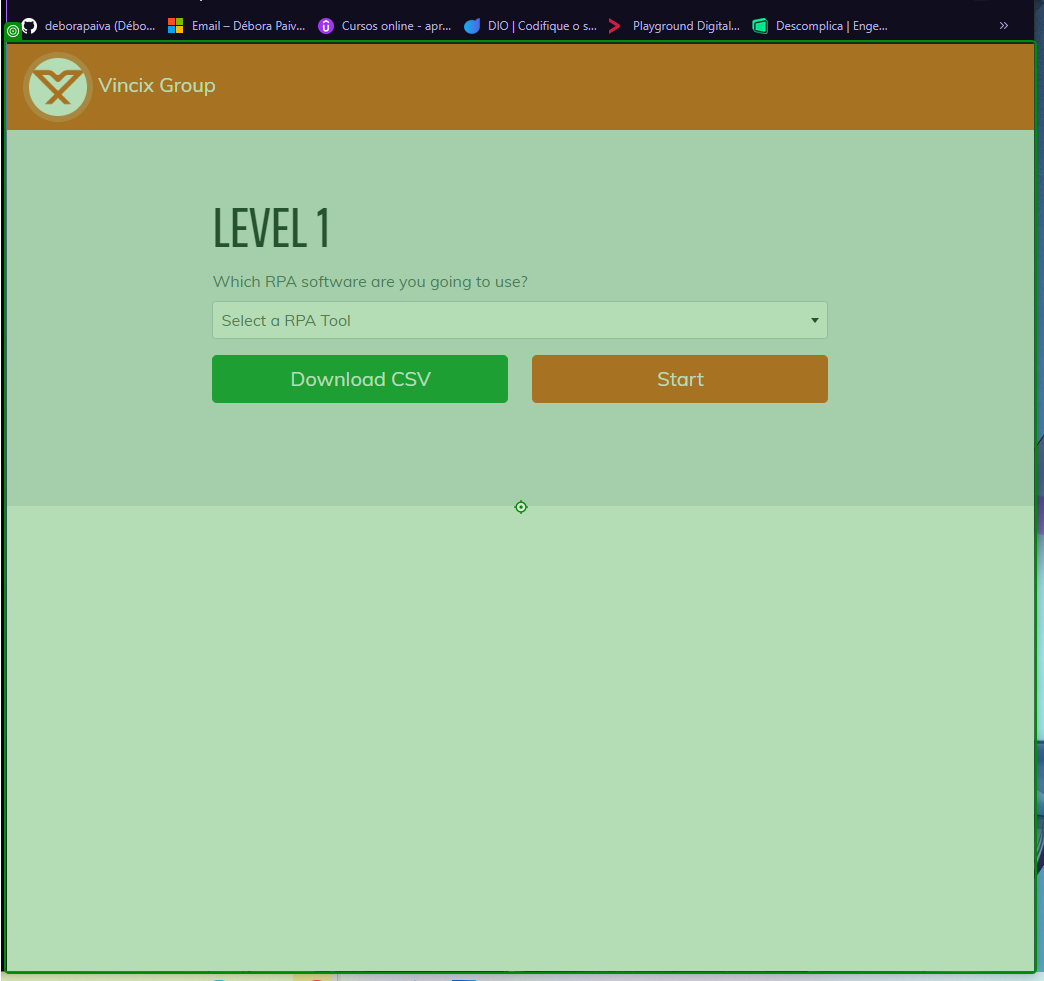 deborapaiva (Débo... Email – Débora Paiv... Cursos online - apr... DIO | Codifique o s... Playground Digital... Descomplica | Enge... »
Vincix Group
LEVEL 1
Which RPA software are you going to use?
Select a RPA Tool
Download CSV Start